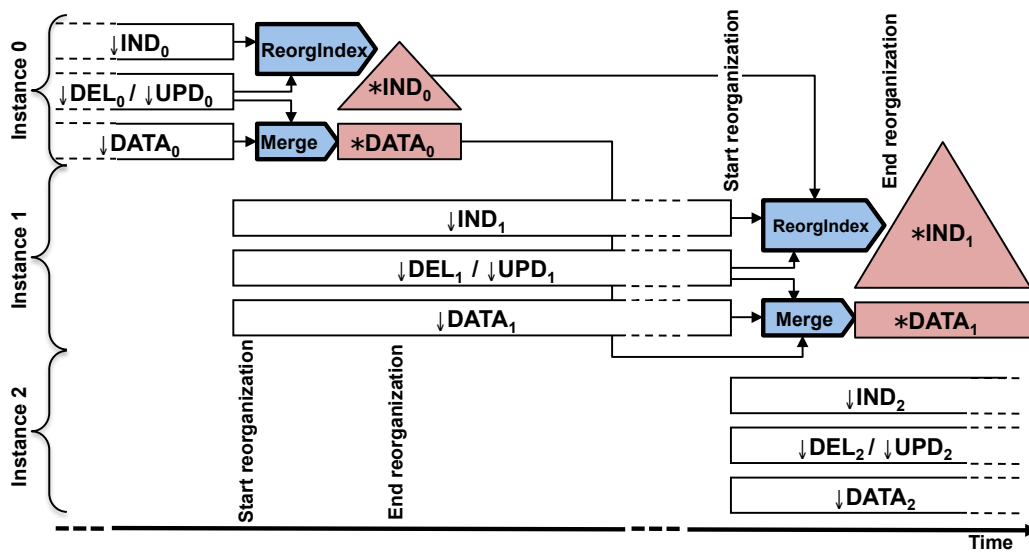 Instance 0
↓IND₀
ReorgIndex
↓DEL₀ / ↓UPD₀
∗IND₀
↓DATA₀
Merge
∗DATA₀
Start reorganization
End reorganization
Instance 1
↓IND₁
ReorgIndex
∗IND₁
↓DEL₁ / ↓UPD₁
↓DATA₁
Merge
∗DATA₁
Start reorganization
End reorganization
Instance 2
↓IND₂
↓DEL₂ / ↓UPD₂
↓DATA₂
Time